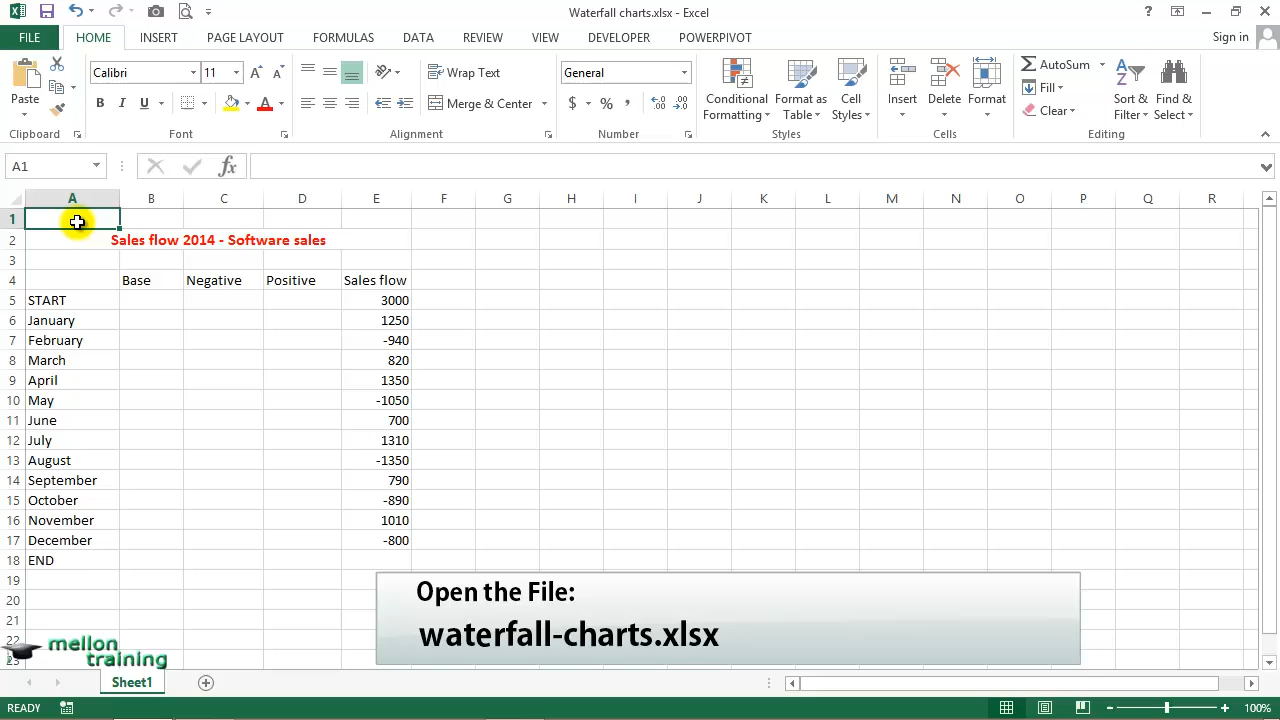 Waterfall charts.xlsx - Excel
FILE HOME INSERT PAGE LAYOUT FORMULAS DATA REVIEW VIEW DEVELOPER POWERPIVOT Sign in
Paste
Clipboard
Calibri 11
B I U
Font
Wrap Text
Merge & Center
Alignment
General
$ % ,
Number
Conditional Formatting
Format as Table
Cell Styles
Styles
Insert
Delete
Format
Cells
AutoSum
Fill
Clear
Sort & Filter
Find & Select
Editing
A1 fx
A B C D E F G H I J K L M N O P Q R
1
2 Sales flow 2014 - Software sales
3
4 Base Negative Positive Sales flow
5 START 3000
6 January 1250
7 February -940
8 March 820
9 April 1350
10 May -1050
11 June 700
12 July 1310
13 August -1350
14 September 790
15 October -890
16 November 1010
17 December -800
18 END
19
20
21
22
23
Open the File:
waterfall-charts.xlsx
mellon
training
Sheet1
READY 100%